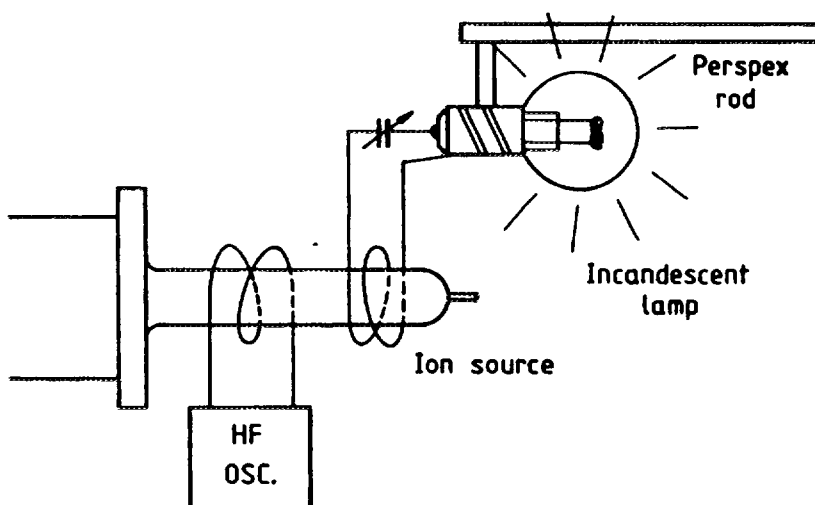 Perspex
rod
Incandescent
lamp
Ion source
HF
OSC.